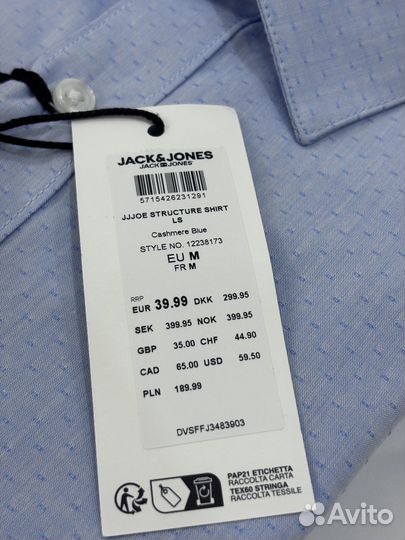 JACK&JONES
JACK&JONES
5715426231291
JJJOE STRUCTURE SHIRT
LS
Cashmere Blue
STYLE NO. 12238173
EU M
FR M
RRP
EUR 39.99 DKK 299.95
SEK 399.95 NOK 399.95
GBP 35.00 CHF 44.90
CAD 65.00 USD 59.50
PLN 189.99
DVSFFJ3483903
PAP21 ETICHETTA
RACCOLTA CARTA
TEX60 STRINGA
RACCOLTA TESSILE
Avito